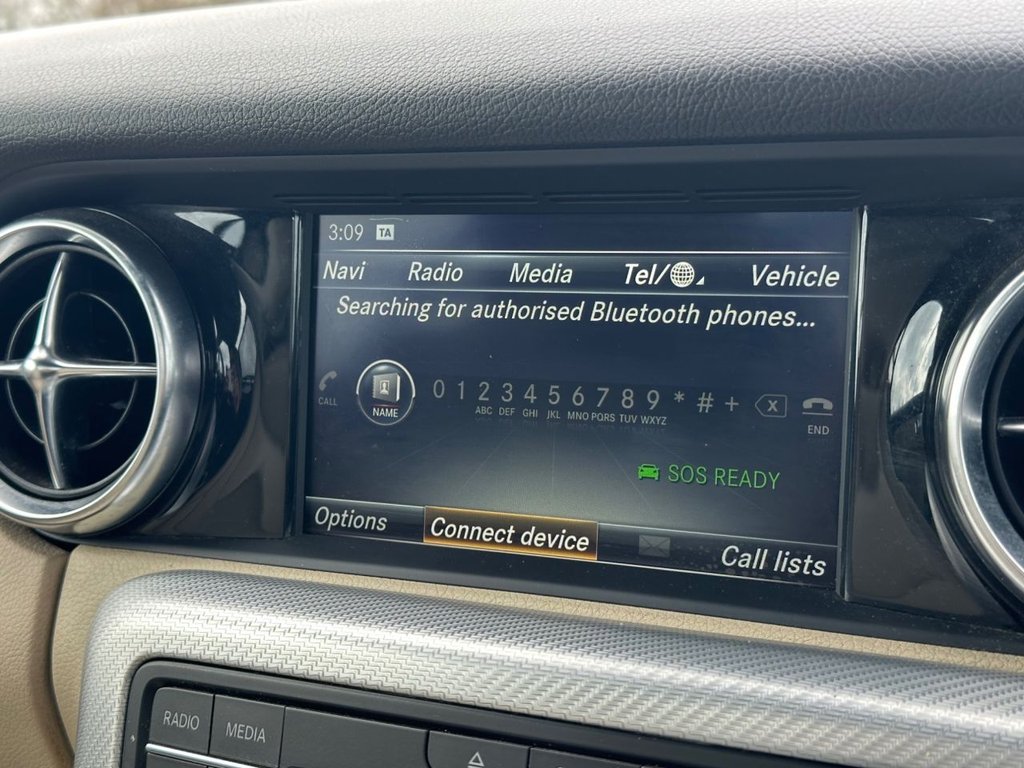 3:09 TA
Navi Radio Media Tel/ Vehicle
Searching for authorised Bluetooth phones...
CALL NAME 0 1 2 3 4 5 6 7 8 9 * # + X END
ABC DEF GHI JKL MNO PQRS TUV WXYZ
SOS READY
Options Connect device Call lists
RADIO MEDIA